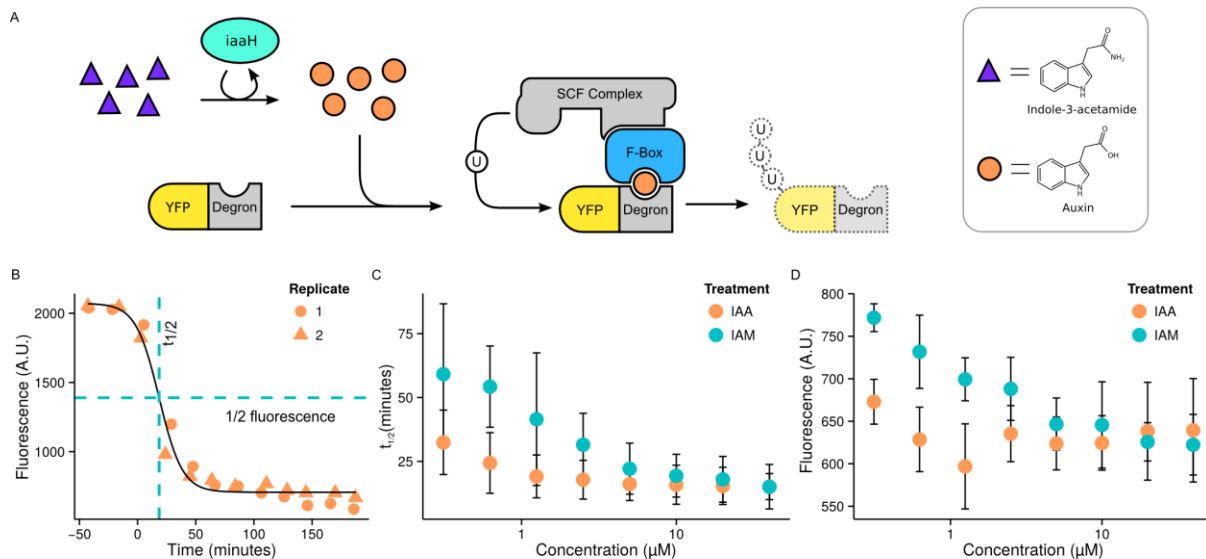 A
iaaH
SCF Complex
U
F-Box
YFP
Degron
YFP
Degron
U
U
U
YFP
Degron
O
NH₂
N
H
Indole-3-acetamide
O
OH
N
H
Auxin
B
Fluorescence (A.U.)
2000
1500
1000
t1/2
1/2 fluorescence
Replicate
1
2
-50
0
50
100
150
Time (minutes)
C
t1/2(minutes)
75
50
25
Treatment
IAA
IAM
1
10
Concentration (µM)
D
Fluorescence (A.U.)
800
750
700
650
600
550
Treatment
IAA
IAM
1
10
Concentration (µM)